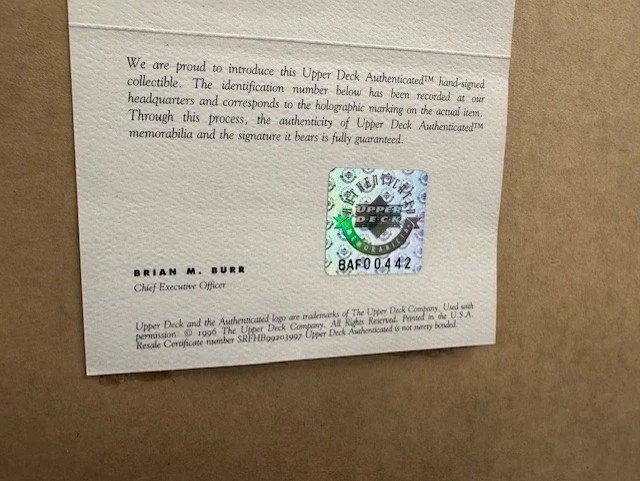 We are proud to introduce this Upper Deck Authenticated™ hand-signed
collectible. The identification number below has been recorded at our
headquarters and corresponds to the holographic marking on the actual item.
Through this process, the authenticity of Upper Deck Authenticated™
memorabilia and the signature it bears is fully guaranteed.
AUTHENTICATED
UPPER
DECK
MEMORABILIA
BAF00442
BRIAN M. BURR
Chief Executive Officer
Upper Deck and the Authenticated logo are trademarks of The Upper Deck Company. Used with
permission. © 1996 The Upper Deck Company. All Rights Reserved. Printed in the U.S.A.
Resale Certificate number SRFHB99203997 Upper Deck Authenticated is not surety bonded.